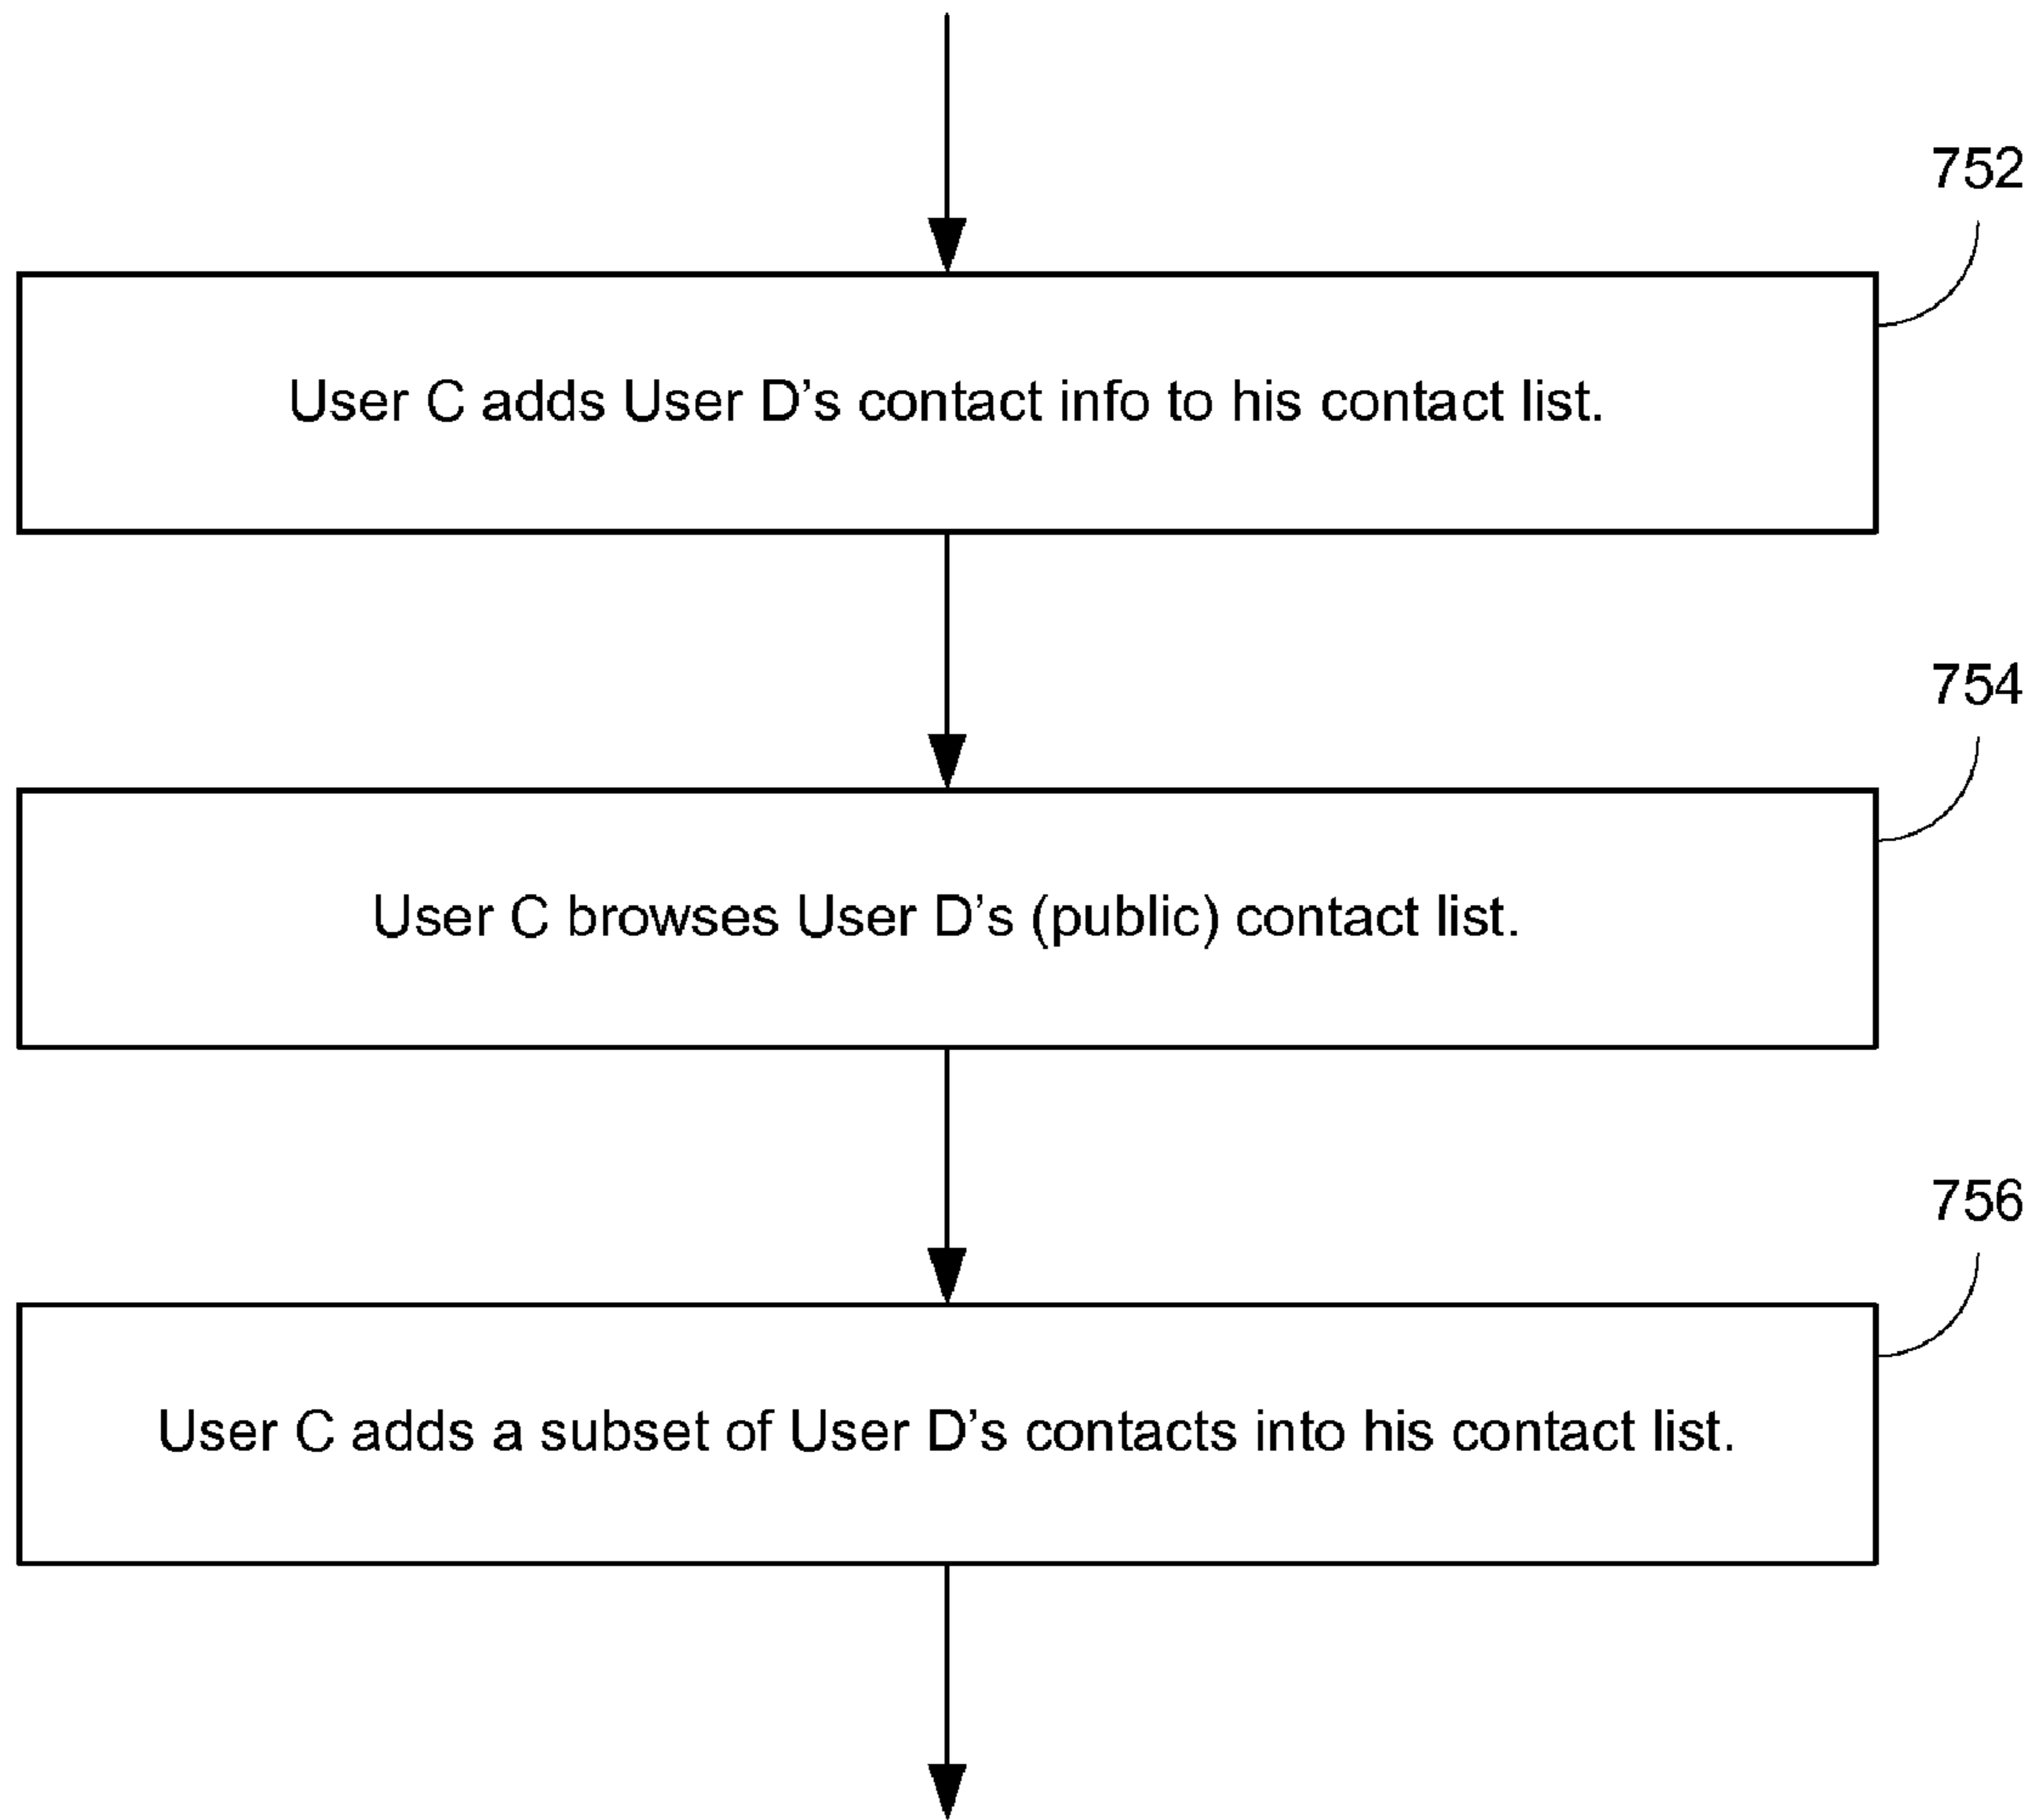 752
User C adds User D’s contact info to his contact list.
754
User C browses User D’s (public) contact list.
756
User C adds a subset of User D’s contacts into his contact list.